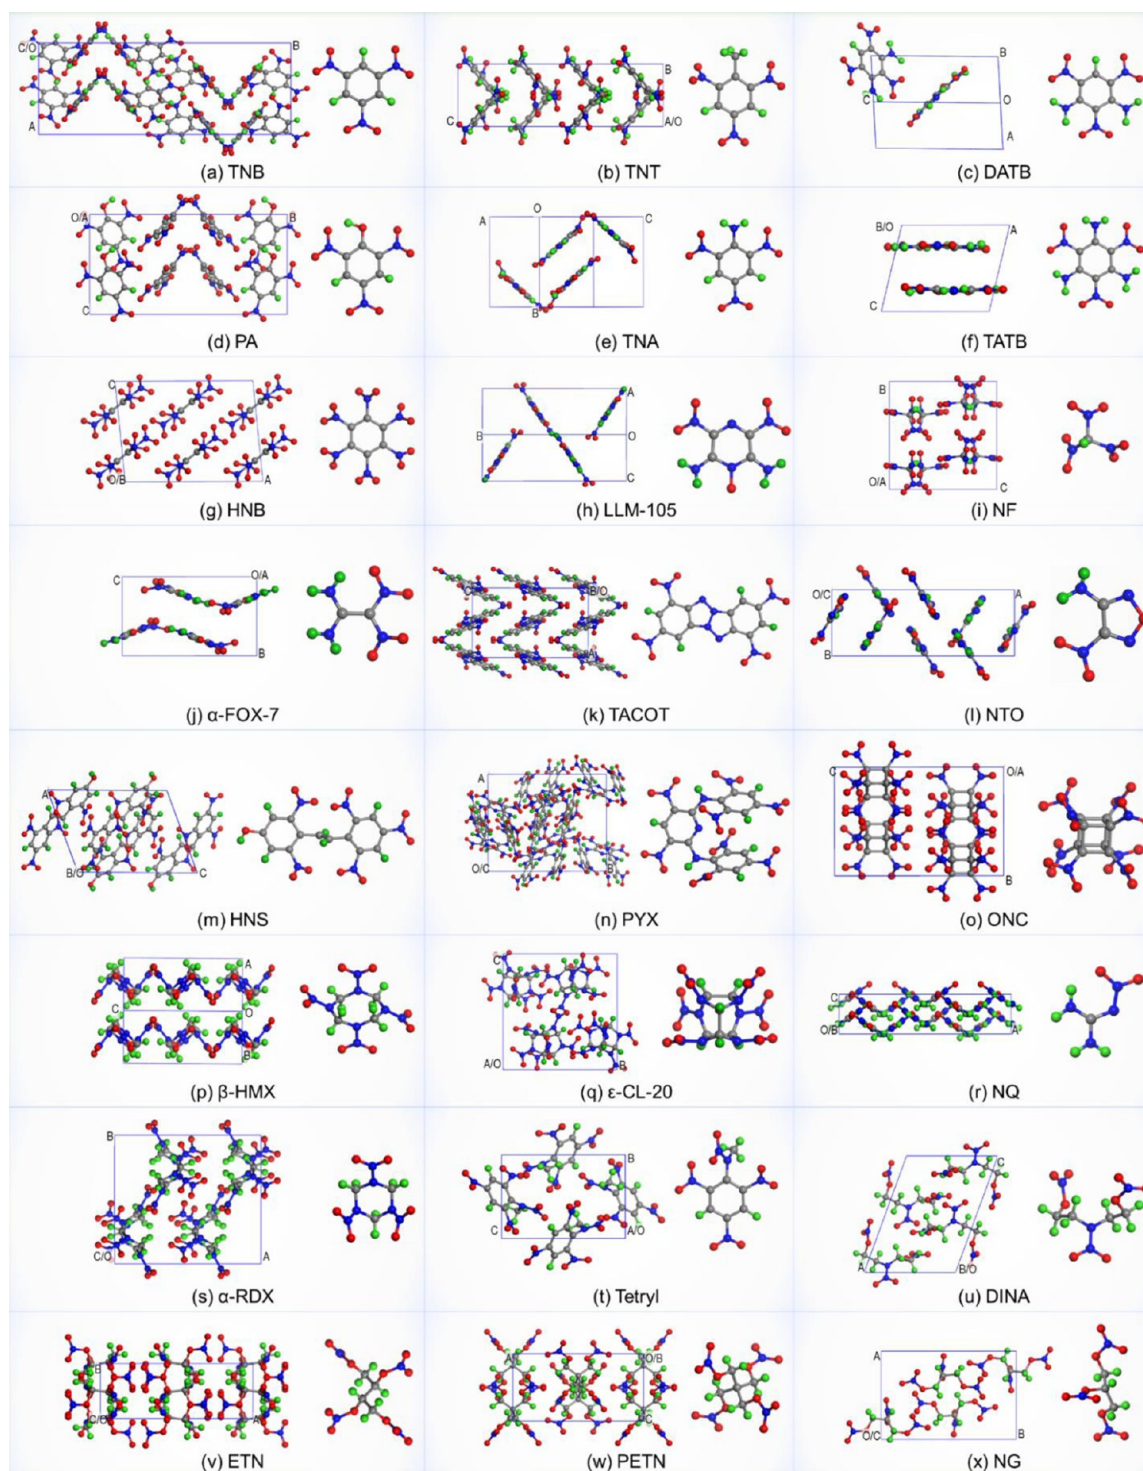 C/O B
A
(a) TNB
B
C A/O
(b) TNT
B
C O
A
(c) DATB
O/A B
C
(d) PA
A O C
B
(e) TNA
B/O A
C
(f) TATB
C
O/B A
(g) HNB
A
B O
C
(h) LLM-105
B
O/A C
(i) NF
C O/A
B
(j) α-FOX-7
C B/O
A
(k) TACOT
O/C A
B
(l) NTO
A
B/O C
(m) HNS
A
O/C B
(n) PYX
C O/A
B
(o) ONC
A
C O
B
(p) β-HMX
C
A/O B
(q) ε-CL-20
C
O/B A
(r) NQ
B
C/O A
(s) α-RDX
B
C A/O
(t) Tetryl
C
A B/O
(u) DINA
B
C/O A
(v) ETN
A O/B
C
(w) PETN
A
O/C B
(x) NG